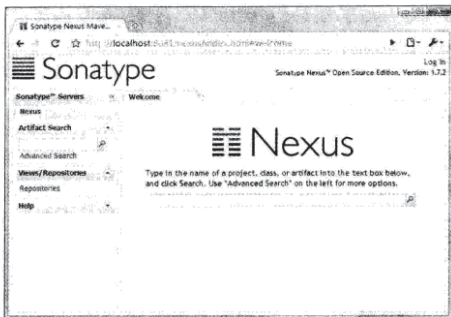 Sonatype Nexus Mave...
localhost
Sonatype
Log In
Sonatype Nexus™ Open Source Edition, Version: 1.7.2
Sonatype™ Servers
Nexus
Artifact Search
Advanced Search
Views/Repositories
Repositories
Help
Welcome
Nexus
Type in the name of a project, class, or artifact into the text box below,
and click Search. Use "Advanced Search" on the left for more options.